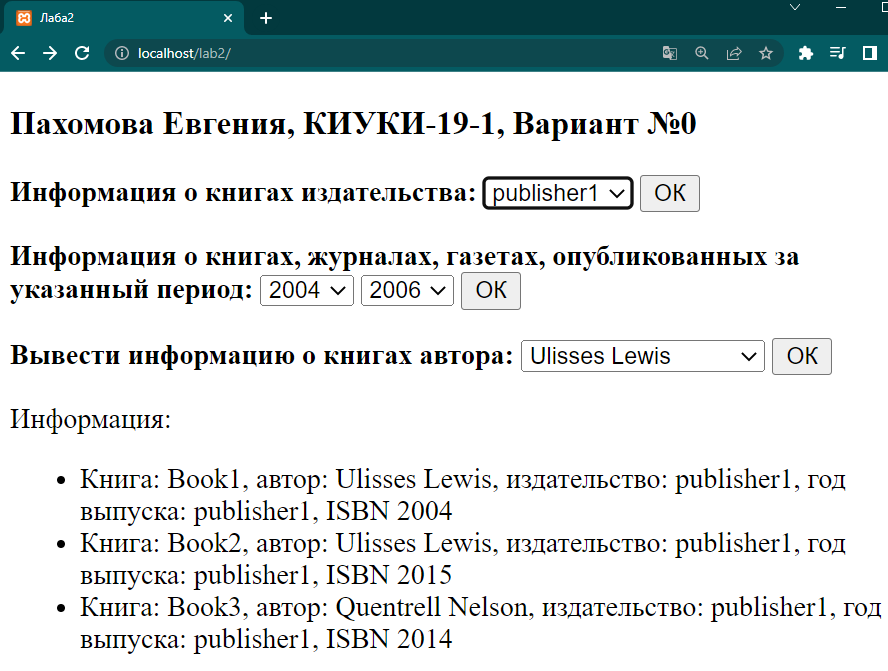 Лаба2
localhost/lab2/
Пахомова Евгения, КИУКИ-19-1, Вариант №0
Информация о книгах издательства: publisher1 ОК
Информация о книгах, журналах, газетах, опубликованных за
указанный период: 2004 2006 ОК
Вывести информацию о книгах автора: Ulisses Lewis ОК
Информация:
• Книга: Book1, автор: Ulisses Lewis, издательство: publisher1, год
выпуска: publisher1, ISBN 2004
• Книга: Book2, автор: Ulisses Lewis, издательство: publisher1, год
выпуска: publisher1, ISBN 2015
• Книга: Book3, автор: Quentrell Nelson, издательство: publisher1, год
выпуска: publisher1, ISBN 2014